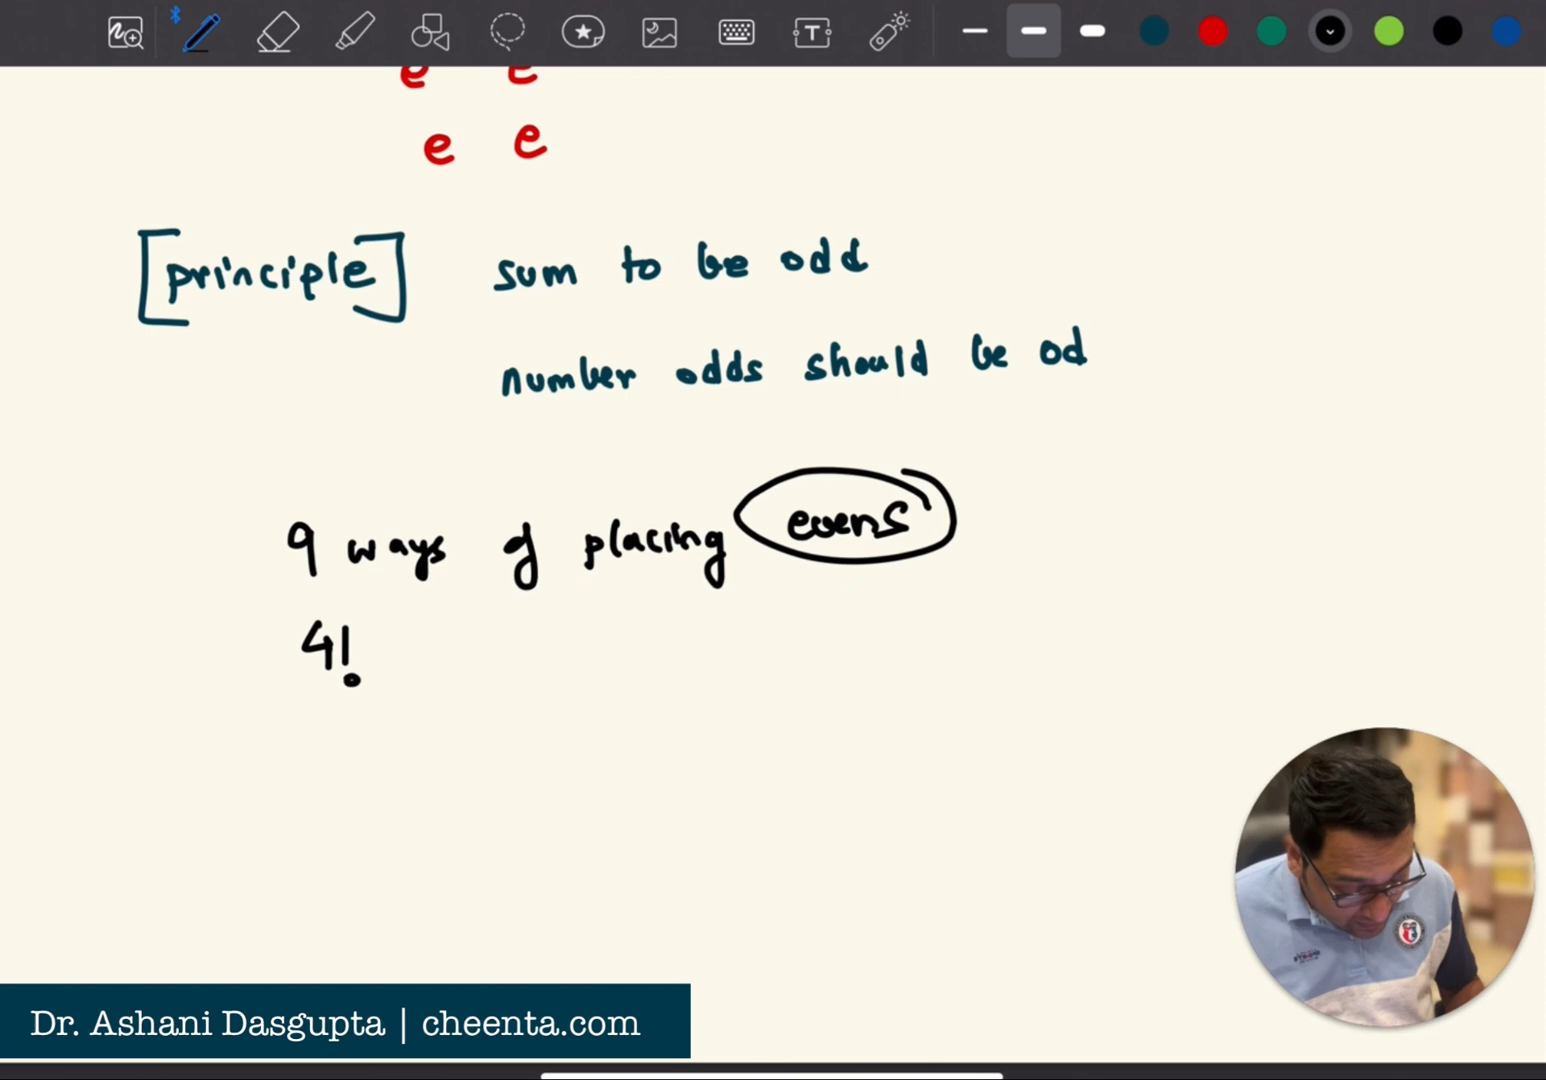 e e
e e
[principle] sum to be odd
number odds should be od
9 ways of placing evens
4!
Dr. Ashani Dasgupta | cheenta.com